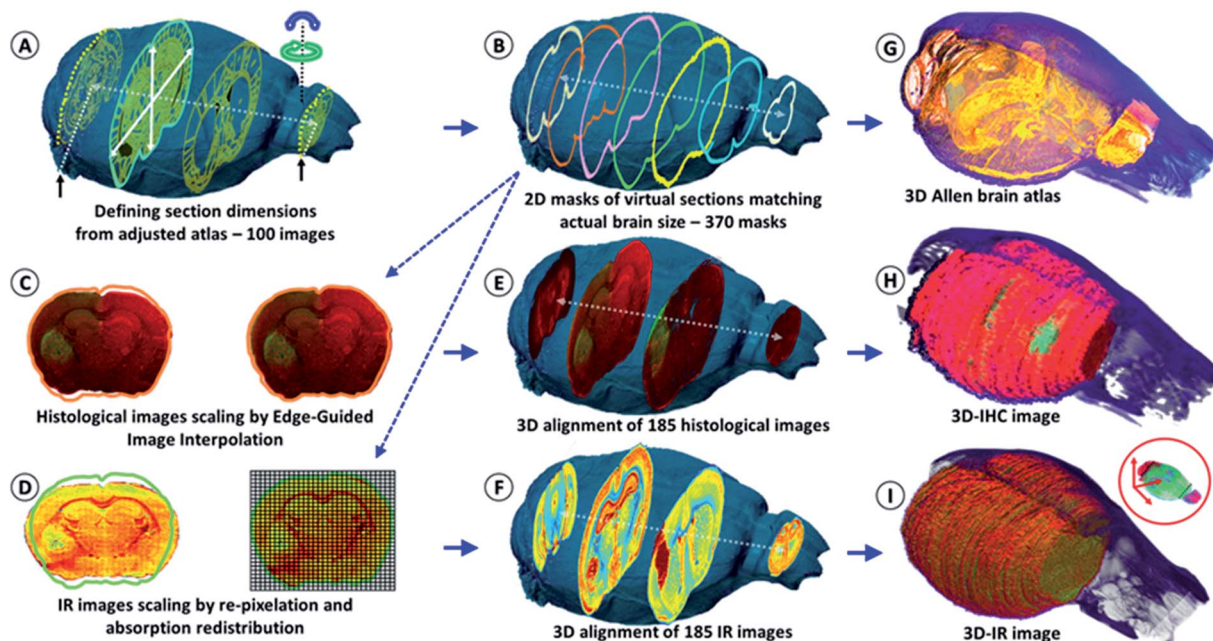 A
B
G
Defining section dimensions
from adjusted atlas – 100 images
2D masks of virtual sections matching
actual brain size – 370 masks
3D Allen brain atlas
C
E
H
Histological images scaling by Edge-Guided
Image Interpolation
3D alignment of 185 histological images
3D-IHC image
D
F
I
IR images scaling by re-pixelation and
absorption redistribution
3D alignment of 185 IR images
3D-IR image